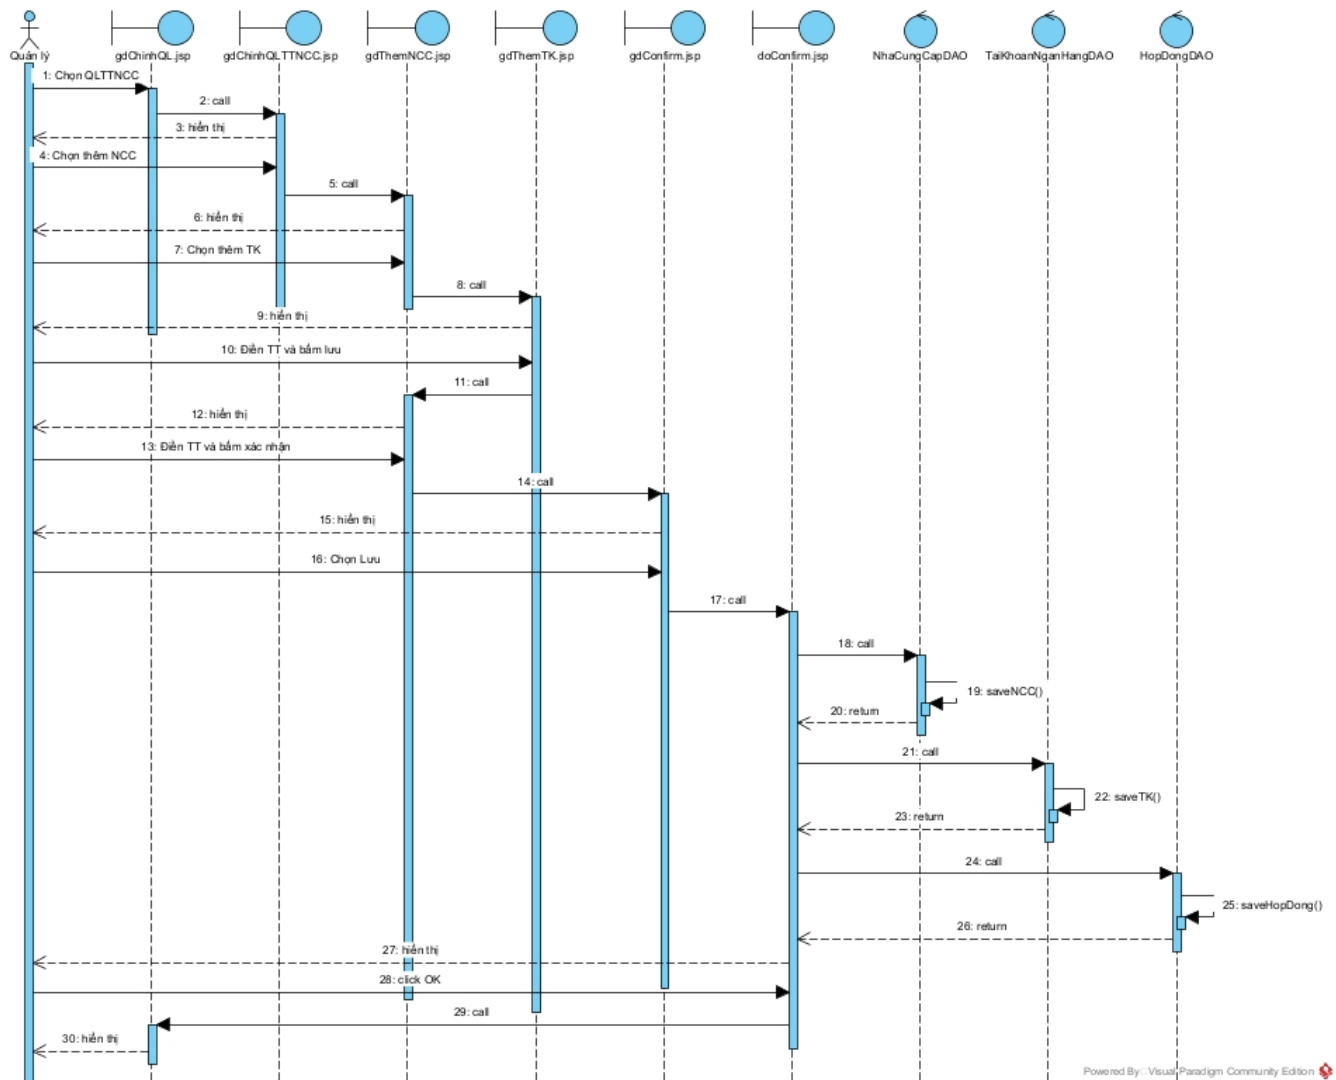 Quản lý
gdChinhQL.jsp
gdChinhQLTTNCC.jsp
gdThemNCC.jsp
gdThemTK.jsp
gdConfirm.jsp
doConfirm.jsp
NhaCungCapDAO
TaiKhoanNganHangDAO
HopDongDAO
1: Chọn QLTTNCC
2: call
3: hiển thị
4: Chọn thêm NCC
5: call
6: hiển thị
7: Chọn thêm TK
8: call
9: hiển thị
10: Điền TT và bấm lưu
11: call
12: hiển thị
13: Điền TT và bấm xác nhận
14: call
15: hiển thị
16: Chọn Lưu
17: call
18: call
19: saveNCC()
20: return
21: call
22: saveTK()
23: return
24: call
25: saveHopDong()
26: return
27: hiển thị
28: click OK
29: call
30: hiển thị
Powered By Visual Paradigm Community Edition